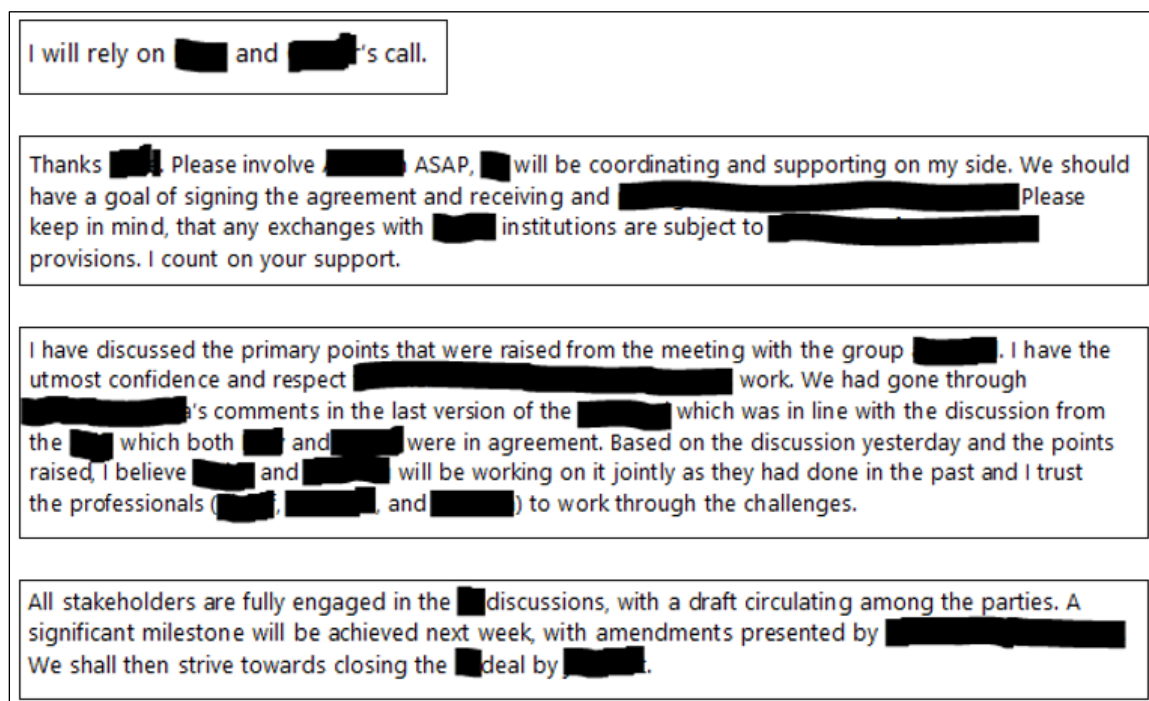 I will rely on and 's call.
Thanks . Please involve ASAP, will be coordinating and supporting on my side. We should
have a goal of signing the agreement and receiving and Please
keep in mind, that any exchanges with institutions are subject to
provisions. I count on your support.
I have discussed the primary points that were raised from the meeting with the group . I have the
utmost confidence and respect work. We had gone through
's comments in the last version of the which was in line with the discussion from
the which both and were in agreement. Based on the discussion yesterday and the points
raised, I believe and will be working on it jointly as they had done in the past and I trust
the professionals ( , , and ) to work through the challenges.
All stakeholders are fully engaged in the discussions, with a draft circulating among the parties. A
significant milestone will be achieved next week, with amendments presented by
We shall then strive towards closing the deal by .